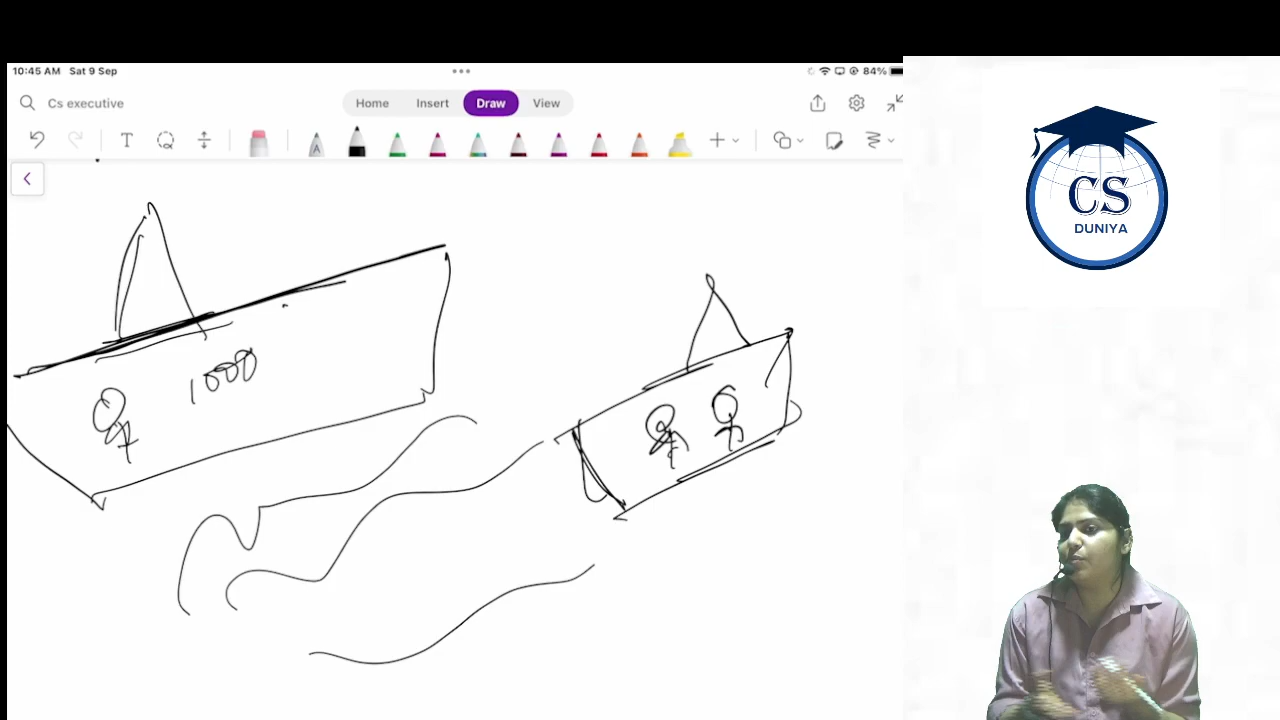 10:45 AM Sat 9 Sep
84%
Cs executive
Home Insert Draw View
T
A
1000
CS
DUNIYA